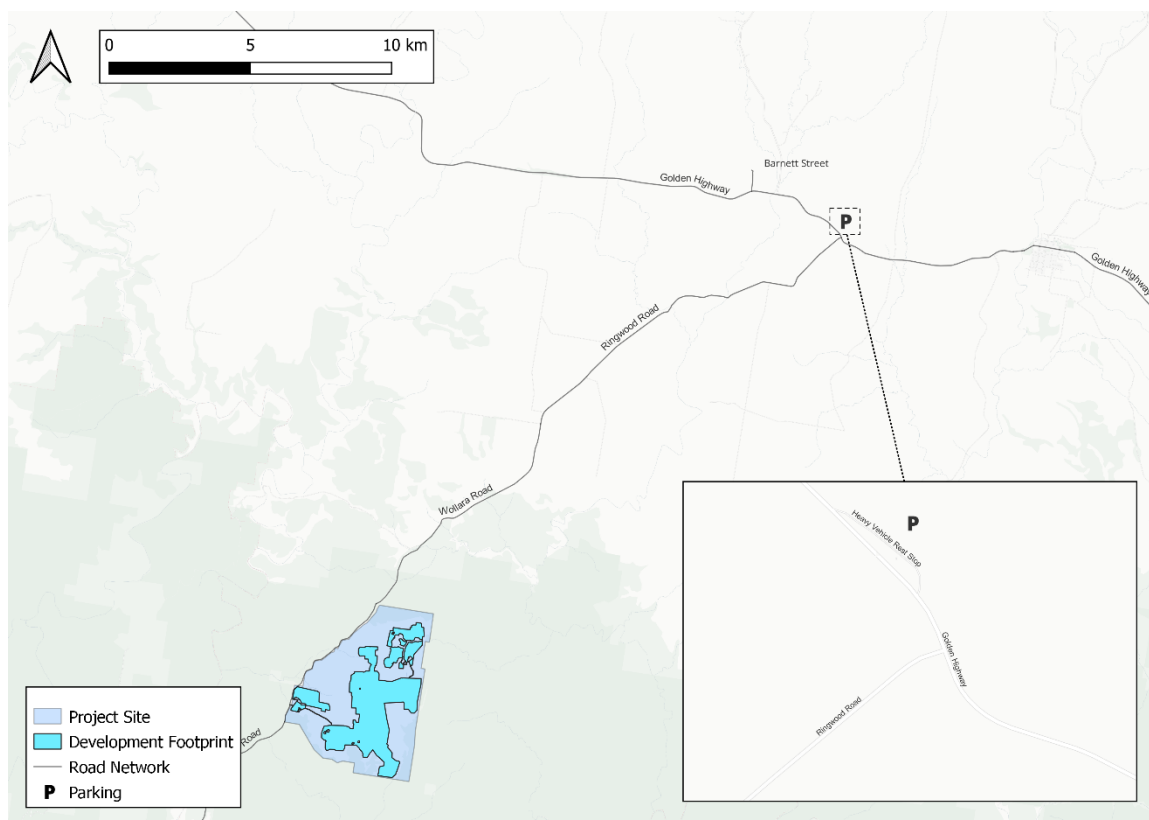 0 5 10 km
Barnett Street
Golden Highway
P
Golden Highway
Ringwood Road
Wollara Road
P
Heavy Vehicle Rest Stop
Golden Highway
Ringwood Road
Road
Project Site
Development Footprint
Road Network
P Parking